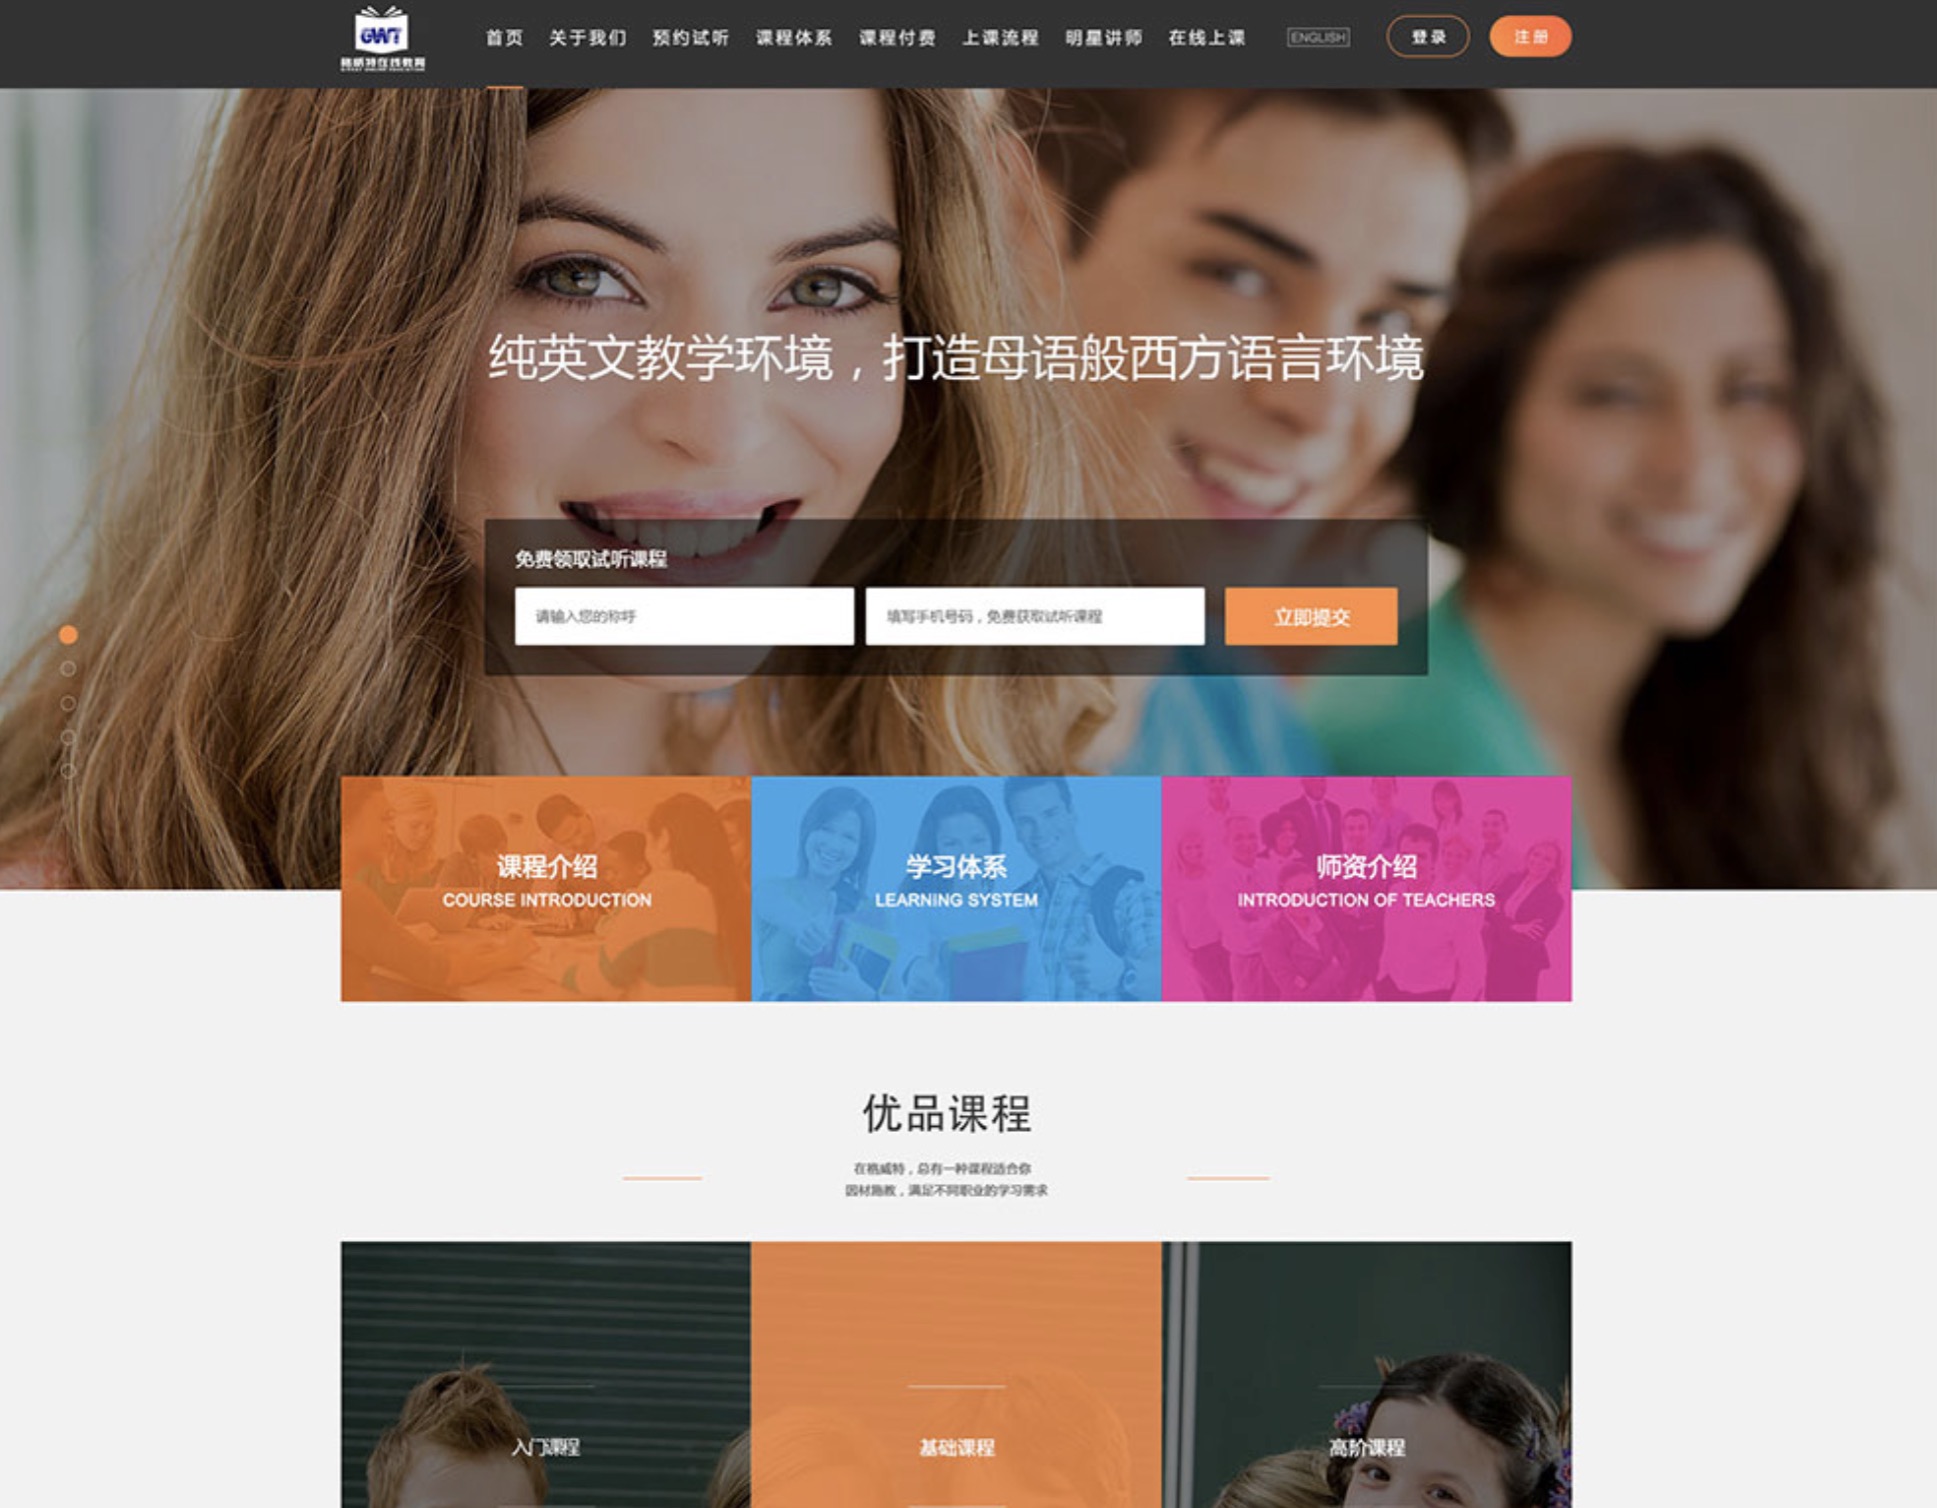 GWT
格威特在线教育
首页 关于我们 预约试听 课程体系 课程付费 上课流程 明星讲师 在线上课 ENGLISH 登录 注册
纯英文教学环境，打造母语般西方语言环境
免费领取试听课程
请输入您的称呼 填写手机号码，免费获取试听课程 立即提交
课程介绍 学习体系 师资介绍
COURSE INTRODUCTION LEARNING SYSTEM INTRODUCTION OF TEACHERS
优品课程
在格威特，总有一种课程适合你
因材施教，满足不同职业的学习需求
入门课程 基础课程 高阶课程